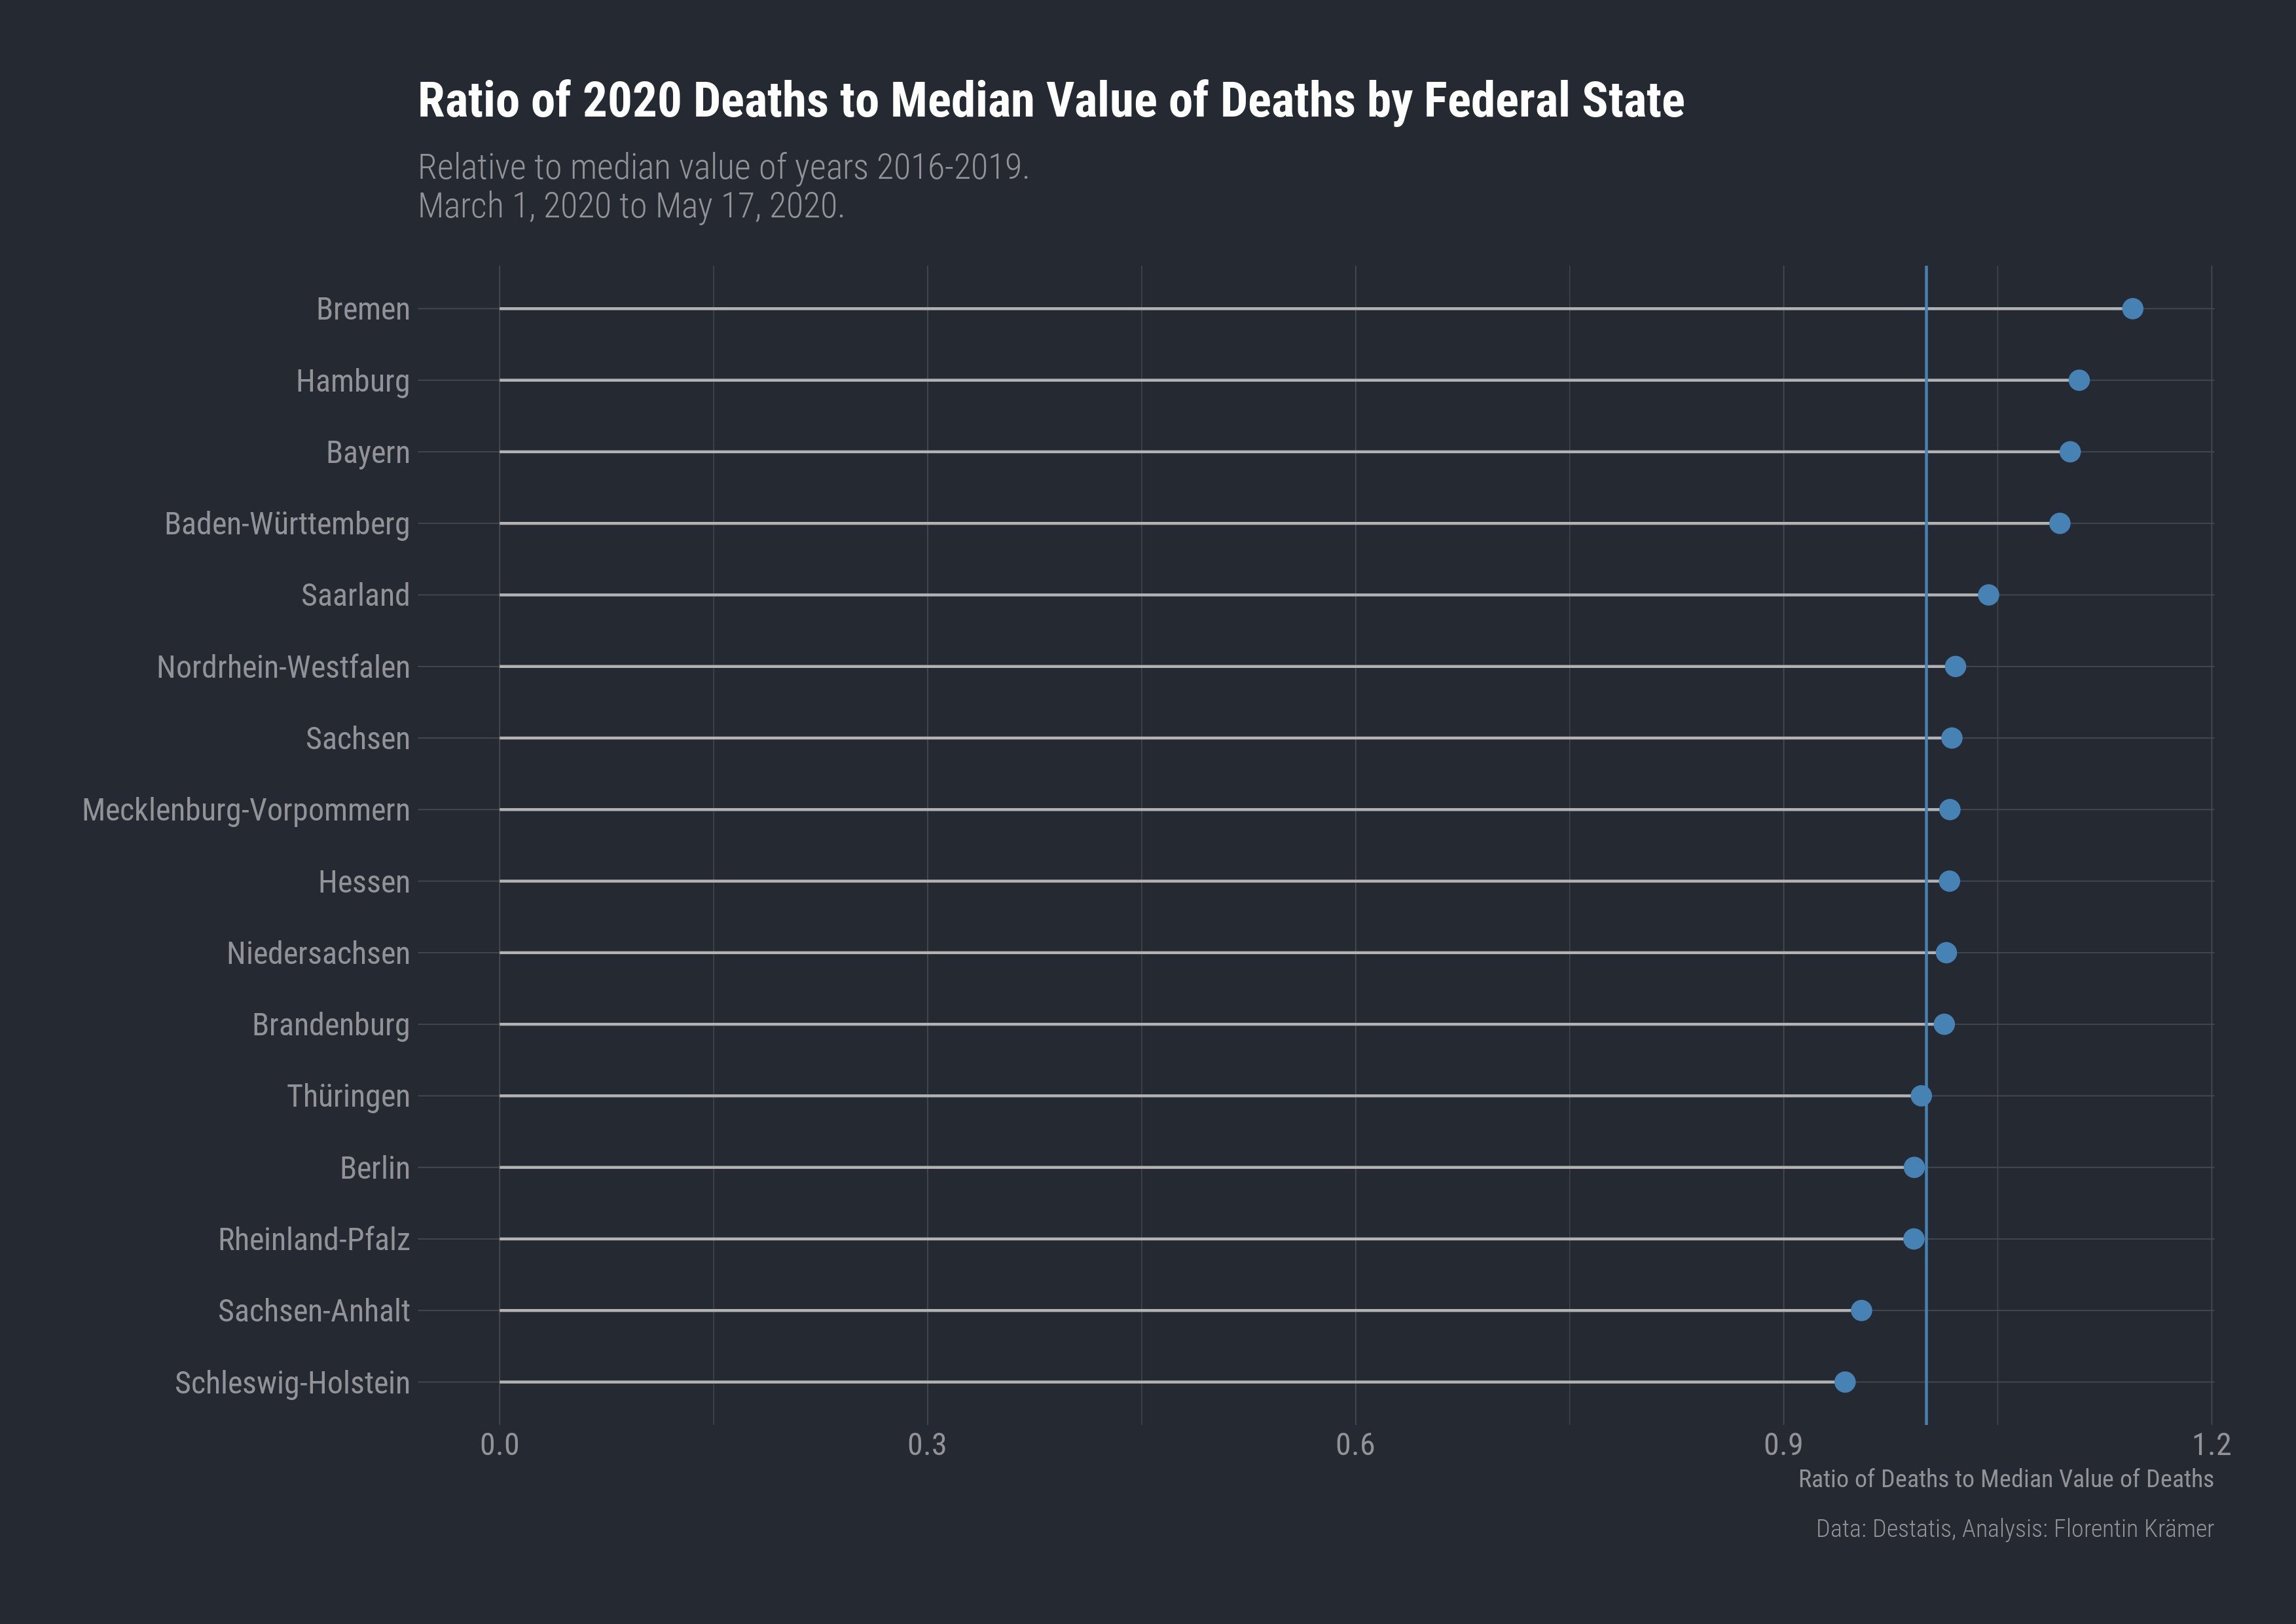 Ratio of 2020 Deaths to Median Value of Deaths by Federal State
Relative to median value of years 2016-2019.
March 1, 2020 to May 17, 2020.
Bremen
Hamburg
Bayern
Baden-Württemberg
Saarland
Nordrhein-Westfalen
Sachsen
Mecklenburg-Vorpommern
Hessen
Niedersachsen
Brandenburg
Thüringen
Berlin
Rheinland-Pfalz
Sachsen-Anhalt
Schleswig-Holstein
0.0 0.3 0.6 0.9 1.2
Ratio of Deaths to Median Value of Deaths
Data: Destatis, Analysis: Florentin Krämer